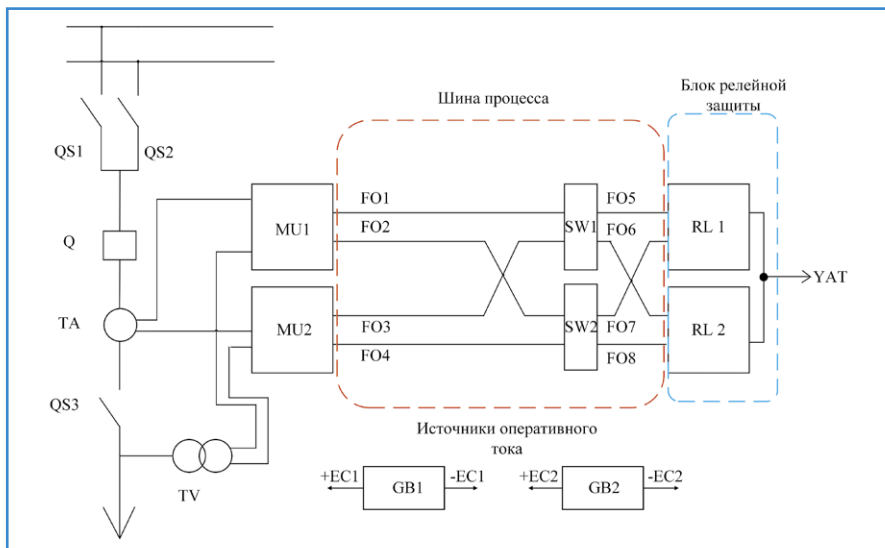 Блок релейной
защиты
Шина процесса
QS1
QS2
FO1
FO5
MU1
FO2
SW1
FO6
RL 1
Q
YAT
TA
MU2
FO3
SW2
FO7
RL 2
FO4
FO8
QS3
Источники оперативного
тока
TV
+EC1
GB1
-EC1
+EC2
GB2
-EC2